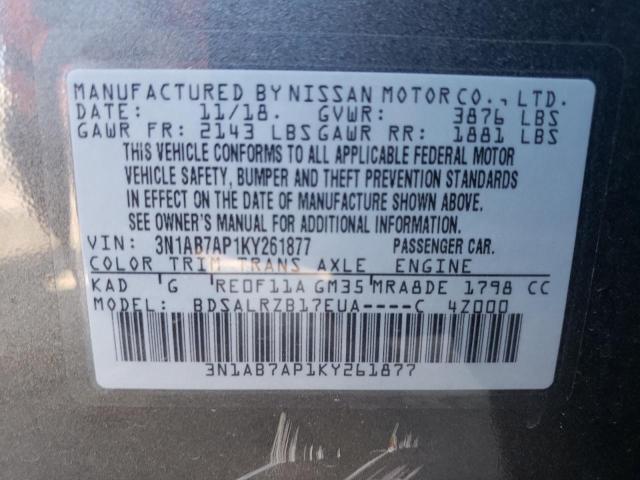 MANUFACTURED BY NISSAN MOTOR CO., LTD.
DATE: 11/18. GVWR: 3876 LBS
GAWR FR: 2143 LBS GAWR RR: 1881 LBS
THIS VEHICLE CONFORMS TO ALL APPLICABLE FEDERAL MOTOR
VEHICLE SAFETY, BUMPER AND THEFT PREVENTION STANDARDS
IN EFFECT ON THE DATE OF MANUFACTURE SHOWN ABOVE.
SEE OWNER'S MANUAL FOR ADDITIONAL INFORMATION.
VIN: 3N1AB7AP1KY261877 PASSENGER CAR.
COLOR TRIM TRANS AXLE ENGINE
KAD G RE0F11A GM35 MRA8DE 1798 CC
MODEL: BDSALRZB17EUA----C 4Z000
3N1AB7AP1KY261877